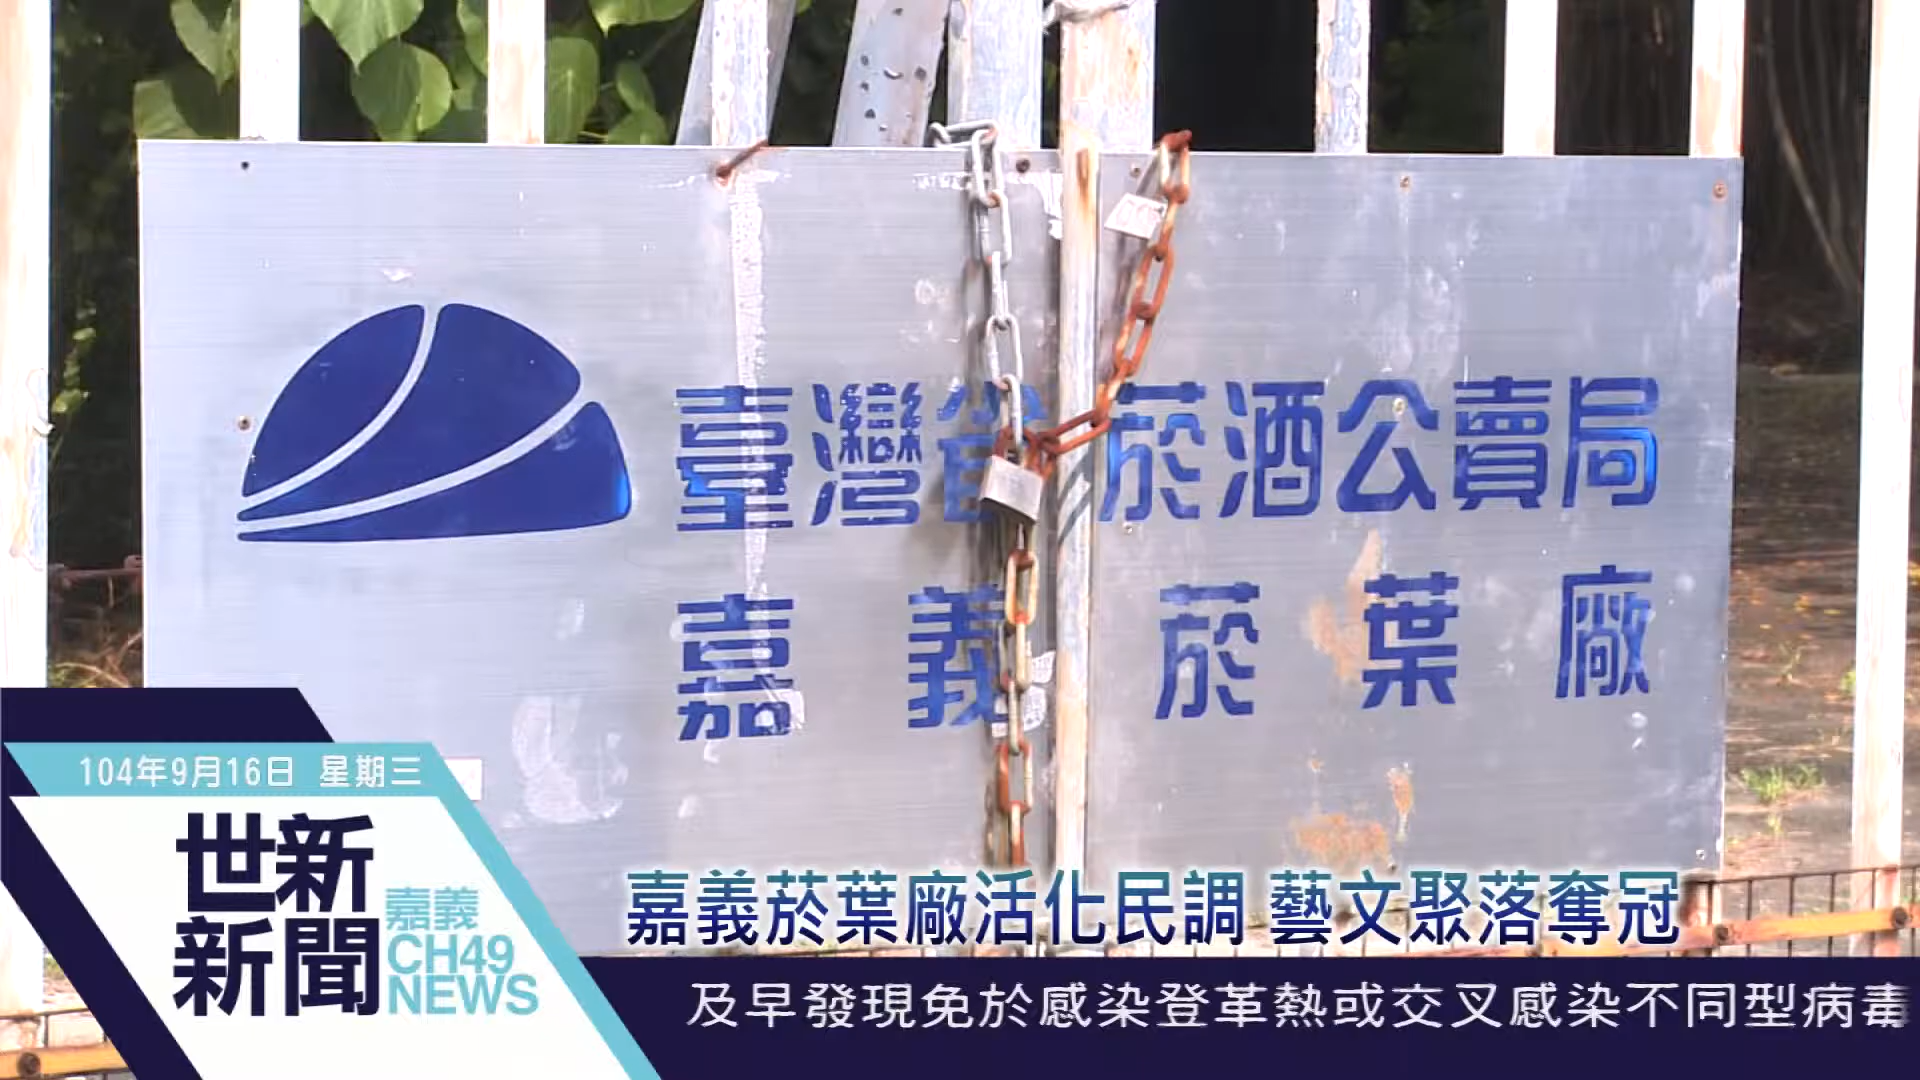 臺灣省菸酒公賣局
嘉義菸葉廠
104年9月16日 星期三
世新
新聞
嘉義
CH49
NEWS
嘉義菸葉廠活化民調 藝文聚落奪冠
及早發現免於感染登革熱或交叉感染不同型病毒